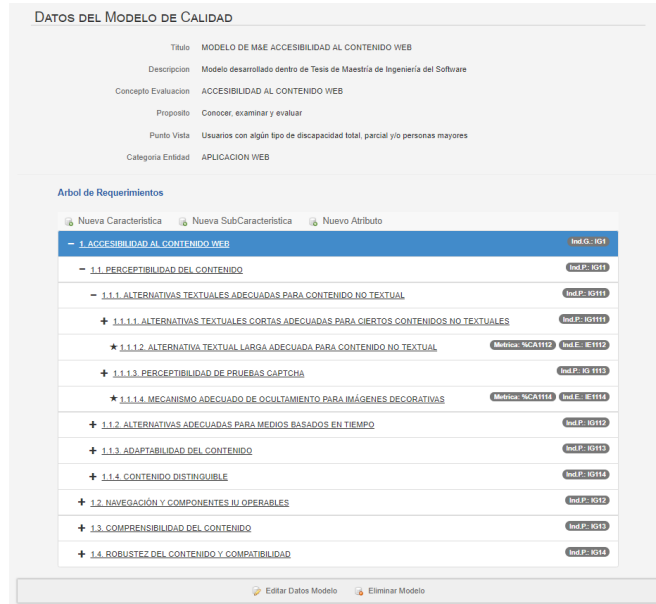 DATOS DEL MODELO DE CALIDAD
Titulo MODELO DE M&E ACCESIBILIDAD AL CONTENIDO WEB
Descripcion Modelo desarrollado dentro de Tesis de Maestría de Ingeniería del Software
Concepto Evaluacion ACCESIBILIDAD AL CONTENIDO WEB
Proposito Conocer, examinar y evaluar
Punto Vista Usuarios con algún tipo de discapacidad total, parcial y/o personas mayores
Categoria Entidad APLICACION WEB
Arbol de Requerimientos
Nueva Caracteristica Nueva SubCaracteristica Nuevo Atributo
− 1. ACCESIBILIDAD AL CONTENIDO WEB Ind.G.: IG1
− 1.1. PERCEPTIBILIDAD DEL CONTENIDO Ind.P.: IG11
− 1.1.1. ALTERNATIVAS TEXTUALES ADECUADAS PARA CONTENIDO NO TEXTUAL Ind.P.: IG111
+ 1.1.1.1. ALTERNATIVAS TEXTUALES CORTAS ADECUADAS PARA CIERTOS CONTENIDOS NO TEXTUALES Ind.P.: IG1111
★ 1.1.1.2. ALTERNATIVA TEXTUAL LARGA ADECUADA PARA CONTENIDO NO TEXTUAL Metrica: %CA1112 Ind.E.: IE1112
+ 1.1.1.3. PERCEPTIBILIDAD DE PRUEBAS CAPTCHA Ind.P.: IG 1113
★ 1.1.1.4. MECANISMO ADECUADO DE OCULTAMIENTO PARA IMÁGENES DECORATIVAS Metrica: %CA1114 Ind.E.: IE1114
+ 1.1.2. ALTERNATIVAS ADECUADAS PARA MEDIOS BASADOS EN TIEMPO Ind.P.: IG112
+ 1.1.3. ADAPTABILIDAD DEL CONTENIDO Ind.P.: IG113
+ 1.1.4. CONTENIDO DISTINGUIBLE Ind.P.: IG114
+ 1.2. NAVEGACIÓN Y COMPONENTES IU OPERABLES Ind.P.: IG12
+ 1.3. COMPRENSIBILIDAD DEL CONTENIDO Ind.P.: IG13
+ 1.4. ROBUSTEZ DEL CONTENIDO Y COMPATIBILIDAD Ind.P.: IG14
Editar Datos Modelo Eliminar Modelo